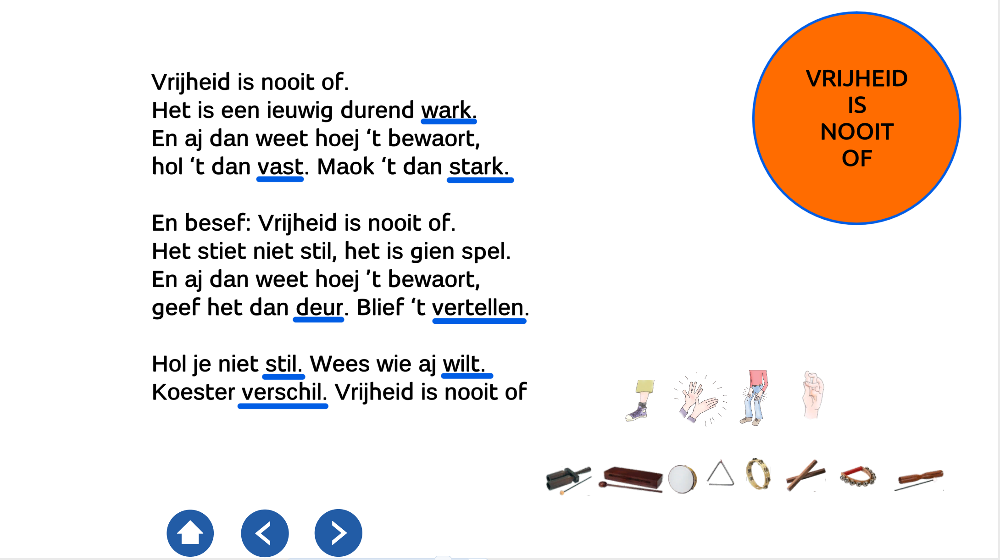 Vrijheid is nooit of.
Het is een ieuwig durend wark.
En aj dan weet hoej ‘t bewaort,
hol ‘t dan vast. Maok ‘t dan stark.
En besef: Vrijheid is nooit of.
Het stiet niet stil, het is gien spel.
En aj dan weet hoej ’t bewaort,
geef het dan deur. Blief ‘t vertellen.
Hol je niet stil. Wees wie aj wilt.
Koester verschil. Vrijheid is nooit of
VRIJHEID
IS
NOOIT
OF